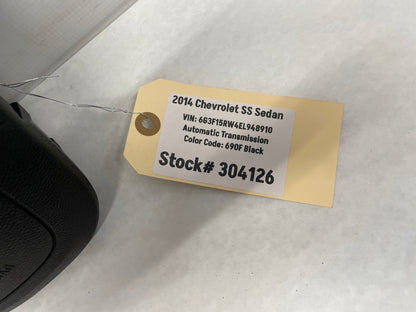 2014 Chevrolet SS Sedan
VIN: 6G3F15RW4EL948910
Automatic Transmission
Color Code: 690F Black
Stock# 304126